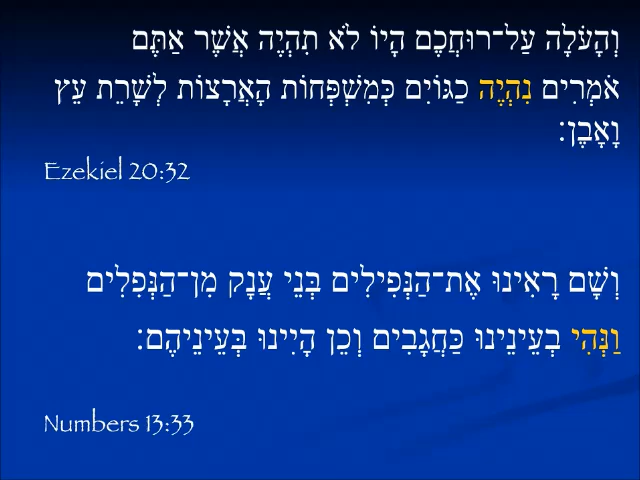 וְהָעֹלָה עַל־רוּחֲכֶם הָיוֹ לֹא תִהְיֶה אֲשֶׁר אַתֶּם
אֹמְרִים נִהְיֶה כַגּוֹיִם כְּמִשְׁפְּחוֹת הָאֲרָצוֹת לְשָׁרֵת עֵץ
וָאָבֶן׃
Ezekiel 20:32
וְשָׁם רָאִינוּ אֶת־הַנְּפִילִים בְּנֵי עֲנָק מִן־הַנְּפִלִים
וַנְּהִי בְעֵינֵינוּ כַּחֲגָבִים וְכֵן הָיִינוּ בְּעֵינֵיהֶם׃
Numbers 13:33